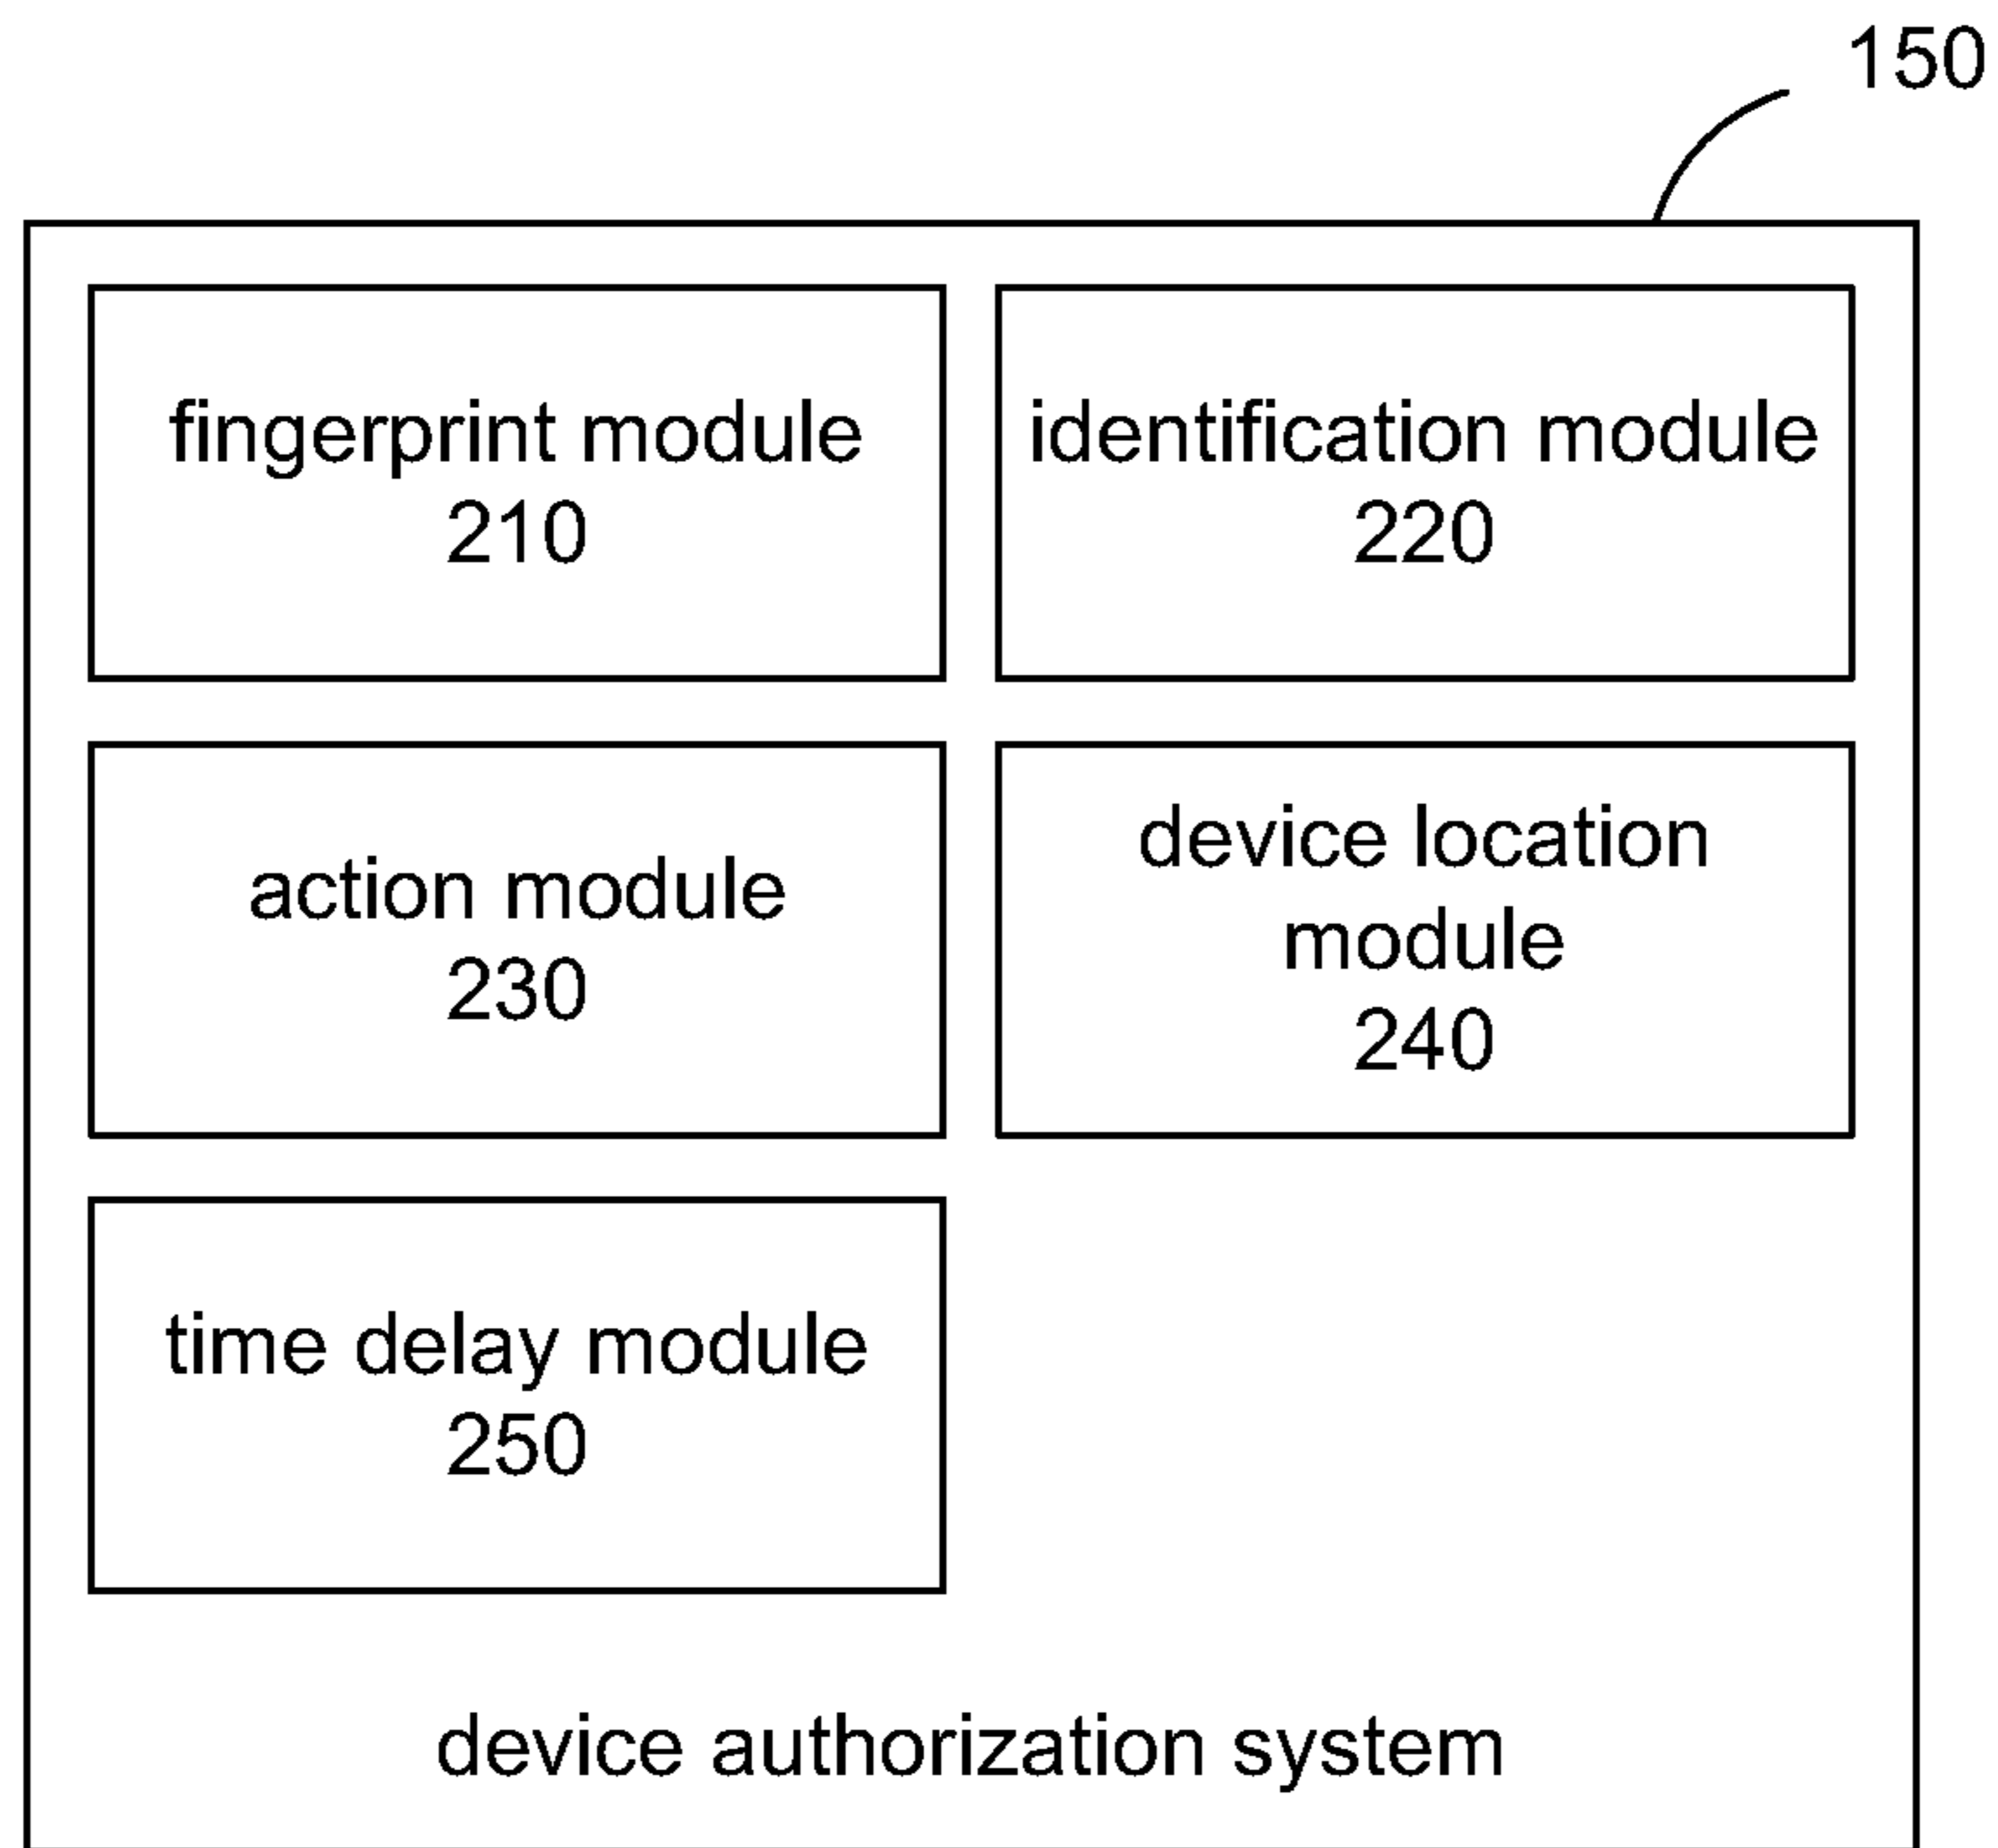 150
fingerprint module
210
identification module
220
action module
230
device location
module
240
time delay module
250
device authorization system